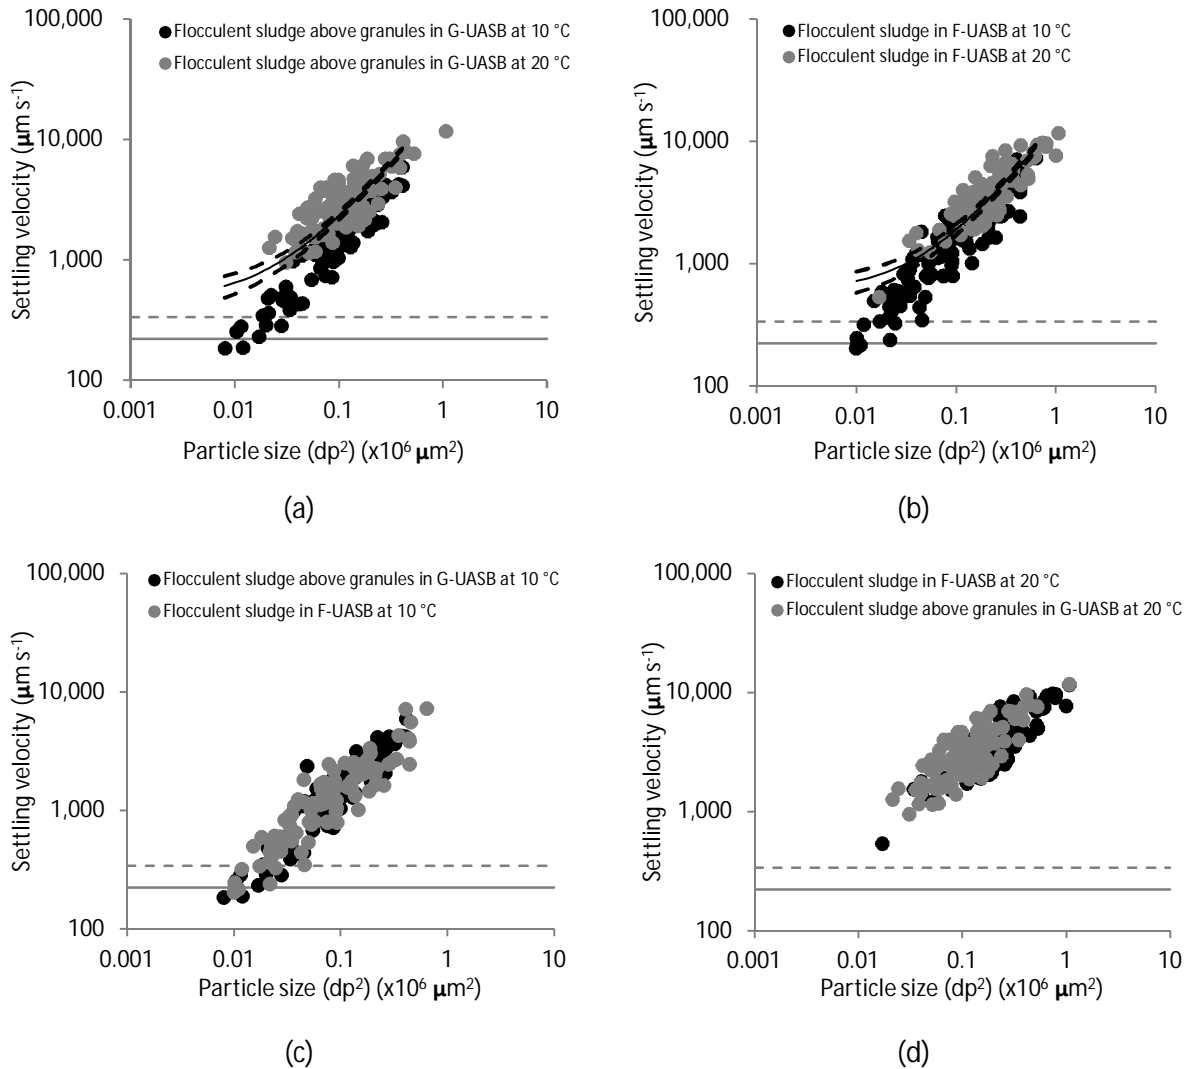 100,000
Flocculent sludge above granules in G-UASB at 10 °C
Flocculent sludge above granules in G-UASB at 20 °C
10,000
1,000
100
0.001 0.01 0.1 1 10
Settling velocity (μm s-1)
Particle size (dp2) (x106 μm2)
(a)
100,000
Flocculent sludge in F-UASB at 10 °C
Flocculent sludge in F-UASB at 20 °C
10,000
1,000
100
0.001 0.01 0.1 1 10
Settling velocity (μm s-1)
Particle size (dp2) (x106 μm2)
(b)
100,000
Flocculent sludge above granules in G-UASB at 10 °C
Flocculent sludge in F-UASB at 10 °C
10,000
1,000
100
0.001 0.01 0.1 1 10
Settling velocity (μm s-1)
Particle size (dp2) (x106 μm2)
(c)
100,000
Flocculent sludge in F-UASB at 20 °C
Flocculent sludge above granules in G-UASB at 20 °C
10,000
1,000
100
0.001 0.01 0.1 1 10
Settling velocity (μm s-1)
Particle size (dp2) (x106 μm2)
(d)